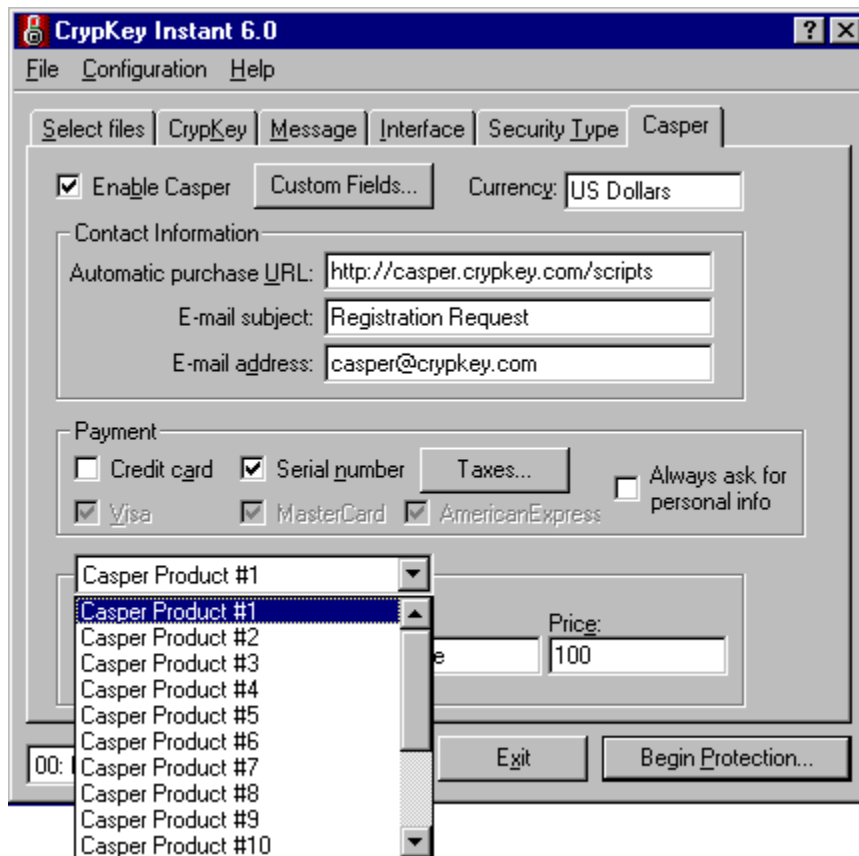 CrypKey Instant 6.0
File Configuration Help
Select files CrypKey Message Interface Security Type Casper
Enable Casper Custom Fields... Currency: US Dollars
Contact Information
Automatic purchase URL: http://casper.crypkey.com/scripts
E-mail subject: Registration Request
E-mail address: casper@crypkey.com
Payment
Credit card Serial number Taxes... Always ask for
personal info
Visa MasterCard AmericanExpress
Casper Product #1
Casper Product #1
Casper Product #2
Casper Product #3
Casper Product #4
Casper Product #5
Casper Product #6
Casper Product #7
Casper Product #8
Casper Product #9
Casper Product #10
Price:
e 100
00: Exit Begin Protection...